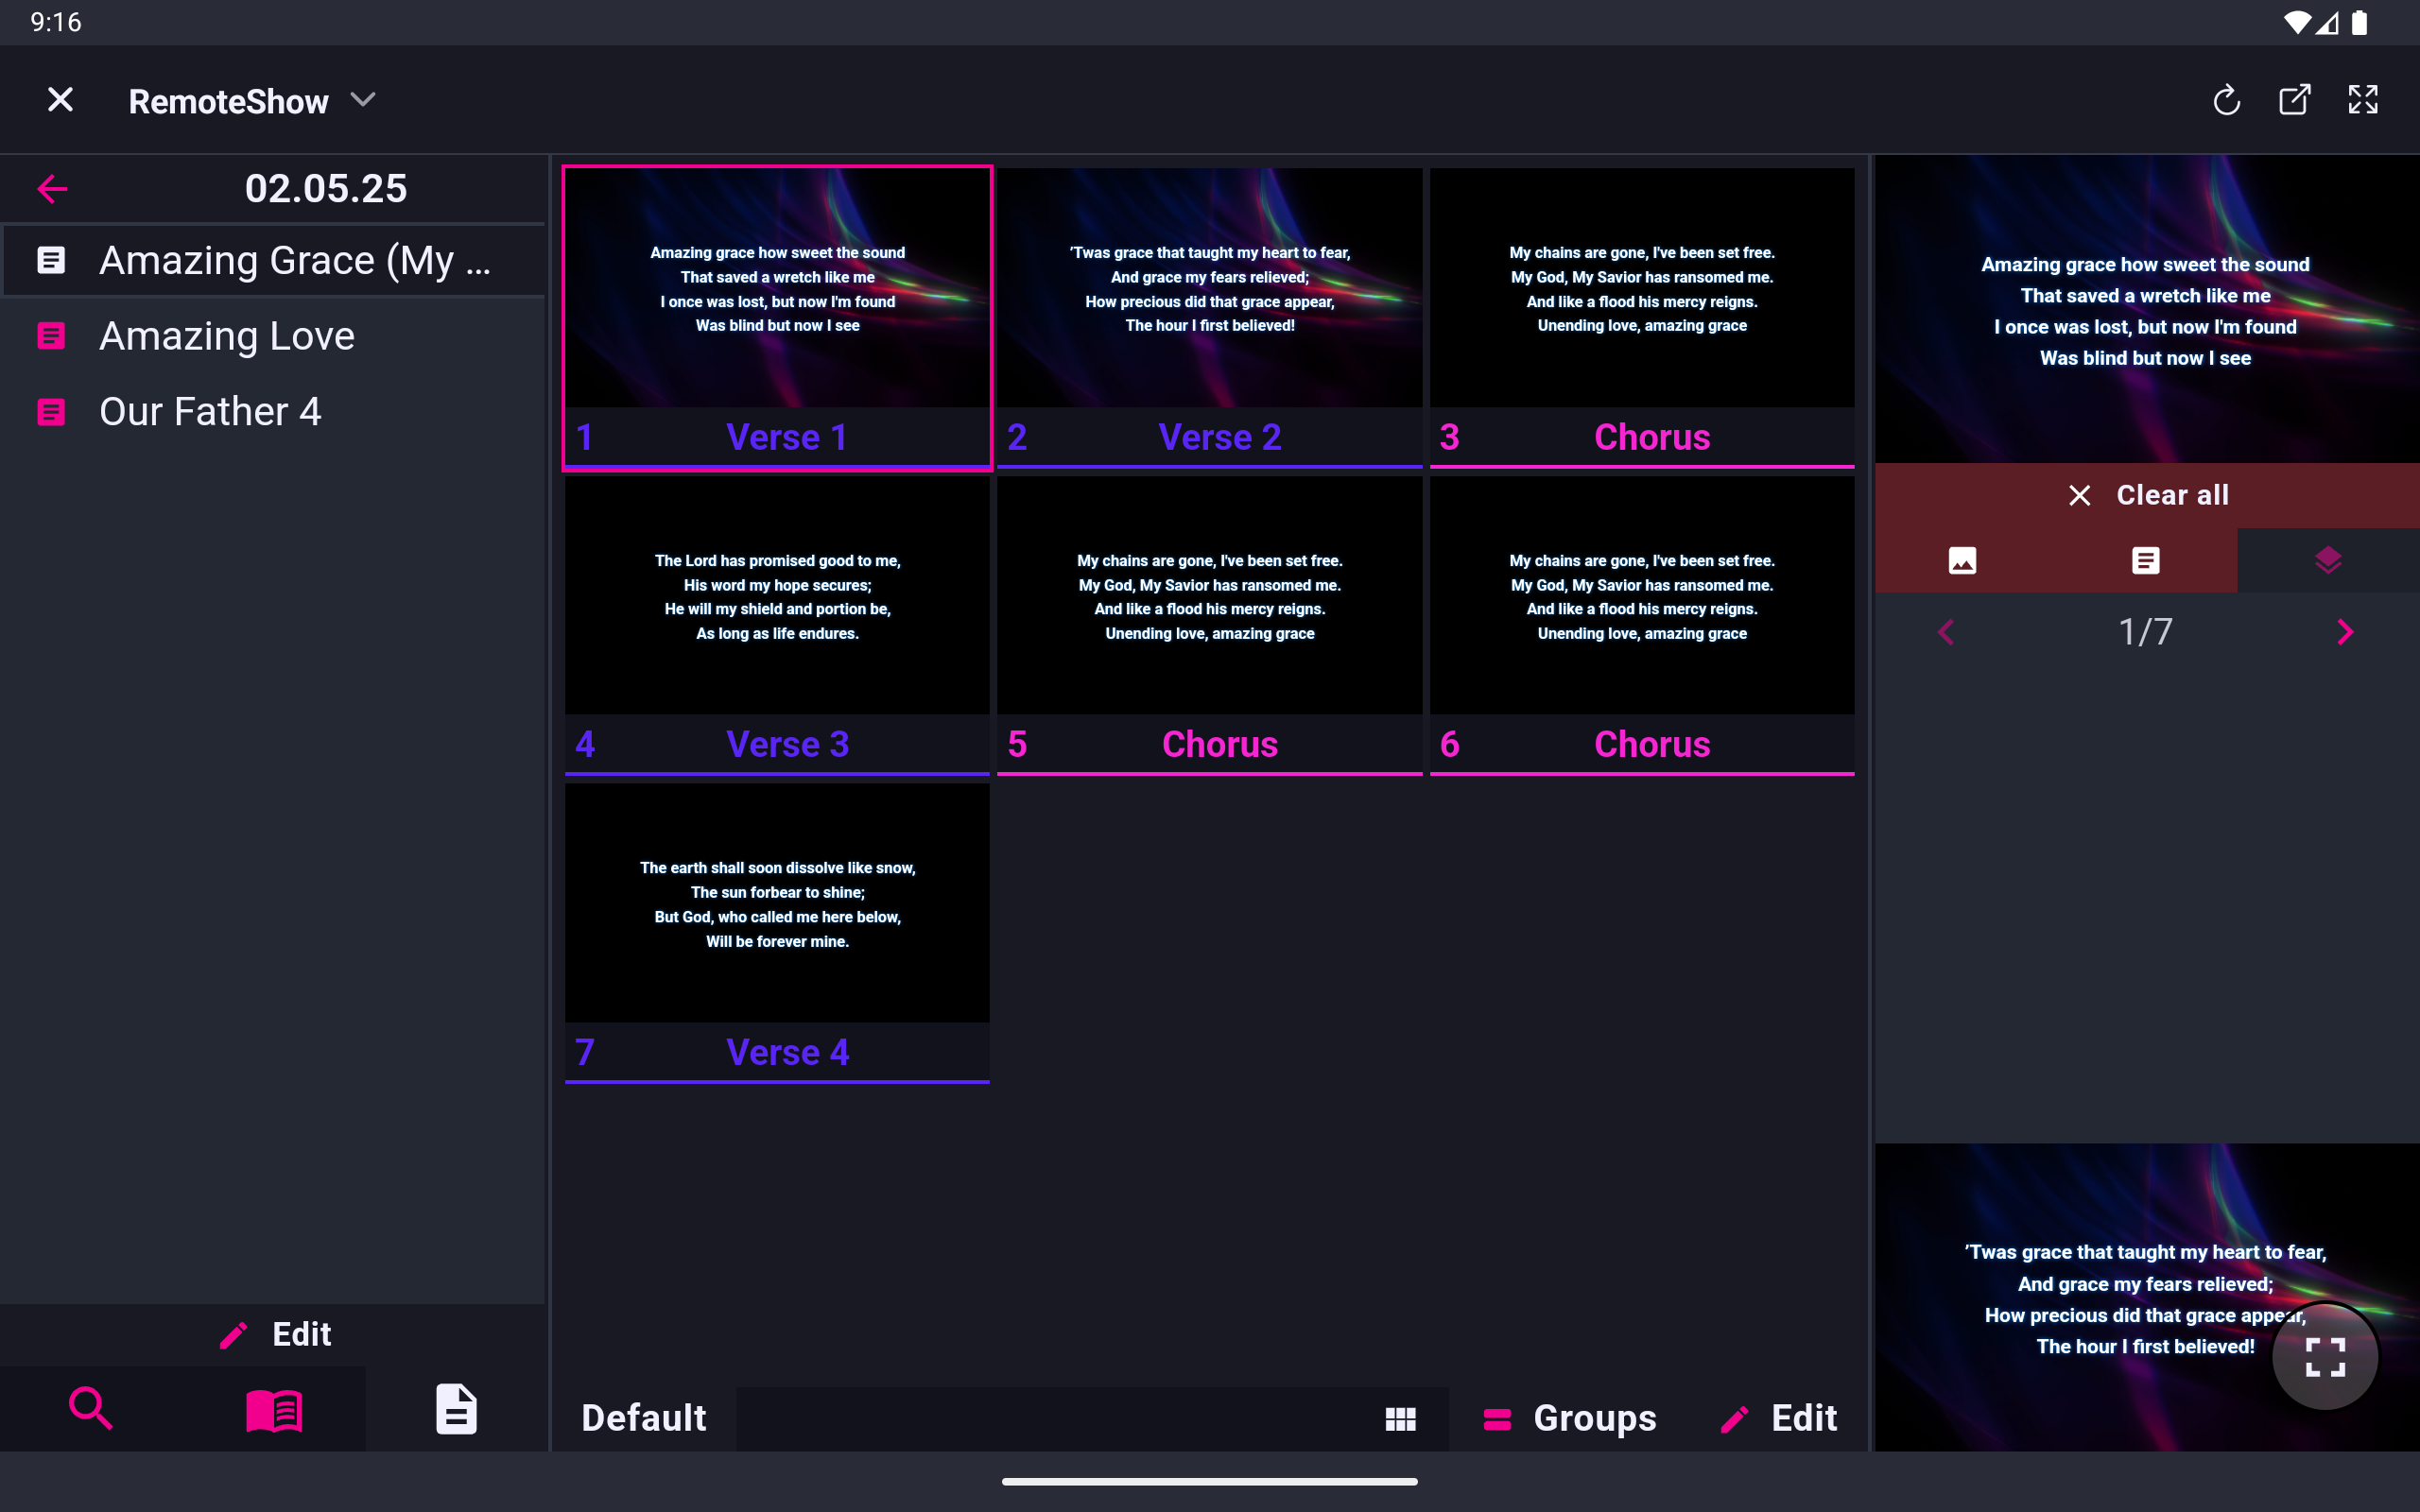 9:16
RemoteShow
02.05.25
Amazing Grace (My ...
Amazing Love
Our Father 4
Edit
Amazing grace how sweet the sound
That saved a wretch like me
I once was lost, but now I'm found
Was blind but now I see
1 Verse 1
’Twas grace that taught my heart to fear,
And grace my fears relieved;
How precious did that grace appear,
The hour I first believed!
2 Verse 2
My chains are gone, I've been set free.
My God, My Savior has ransomed me.
And like a flood his mercy reigns.
Unending love, amazing grace
3 Chorus
The Lord has promised good to me,
His word my hope secures;
He will my shield and portion be,
As long as life endures.
4 Verse 3
My chains are gone, I've been set free.
My God, My Savior has ransomed me.
And like a flood his mercy reigns.
Unending love, amazing grace
5 Chorus
My chains are gone, I've been set free.
My God, My Savior has ransomed me.
And like a flood his mercy reigns.
Unending love, amazing grace
6 Chorus
The earth shall soon dissolve like snow,
The sun forbear to shine;
But God, who called me here below,
Will be forever mine.
7 Verse 4
Default
Groups
Edit
Amazing grace how sweet the sound
That saved a wretch like me
I once was lost, but now I'm found
Was blind but now I see
Clear all
1/7
’Twas grace that taught my heart to fear,
And grace my fears relieved;
How precious did that grace appear,
The hour I first believed!